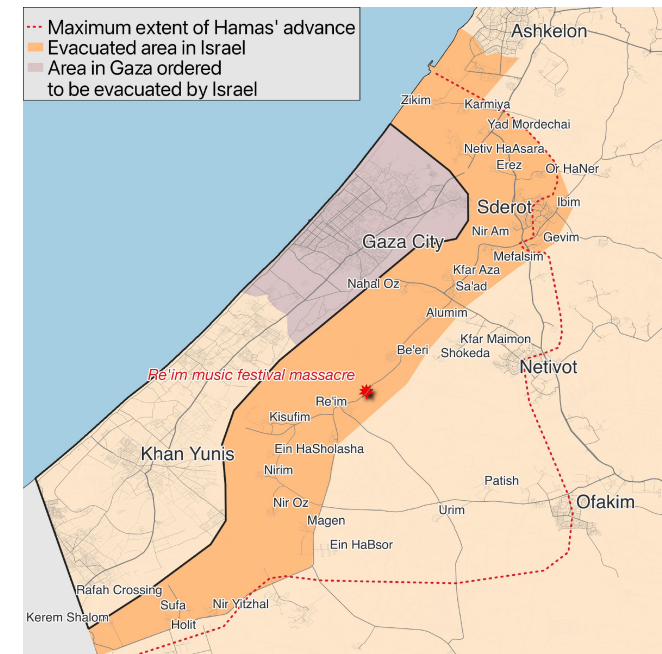 Maximum extent of Hamas' advance
Evacuated area in Israel
Area in Gaza ordered
to be evacuated by Israel
Ashkelon
Zikim
Karmiya
Yad Mordechai
Netiv HaAsara
Erez
Or HaNer
Sderot
Ibim
Nir Am
Gevim
Gaza City
Mefalsim
Kfar Aza
Nahal Oz
Sa'ad
Alumim
Kfar Maimon
Be'eri
Shokeda
Netivot
Re'im music festival massacre
Re'im
Kisufim
Khan Yunis
Ein HaSholasha
Nirim
Patish
Nir Oz
Ofakim
Urim
Magen
Ein HaBsor
Rafah Crossing
Sufa
Nir Yitzhal
Kerem Shalom
Holit